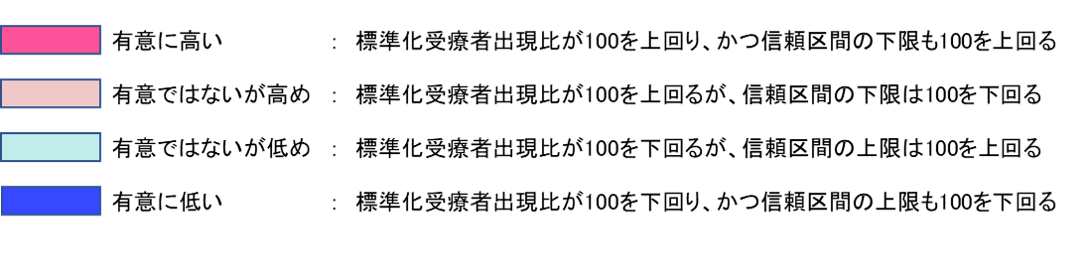 有意に高い ： 標準化受療者出現比が100を上回り、かつ信頼区間の下限も100を上回る
有意ではないが高め ： 標準化受療者出現比が100を上回るが、信頼区間の下限は100を下回る
有意ではないが低め ： 標準化受療者出現比が100を下回るが、信頼区間の上限は100を上回る
有意に低い ： 標準化受療者出現比が100を下回り、かつ信頼区間の上限も100を下回る